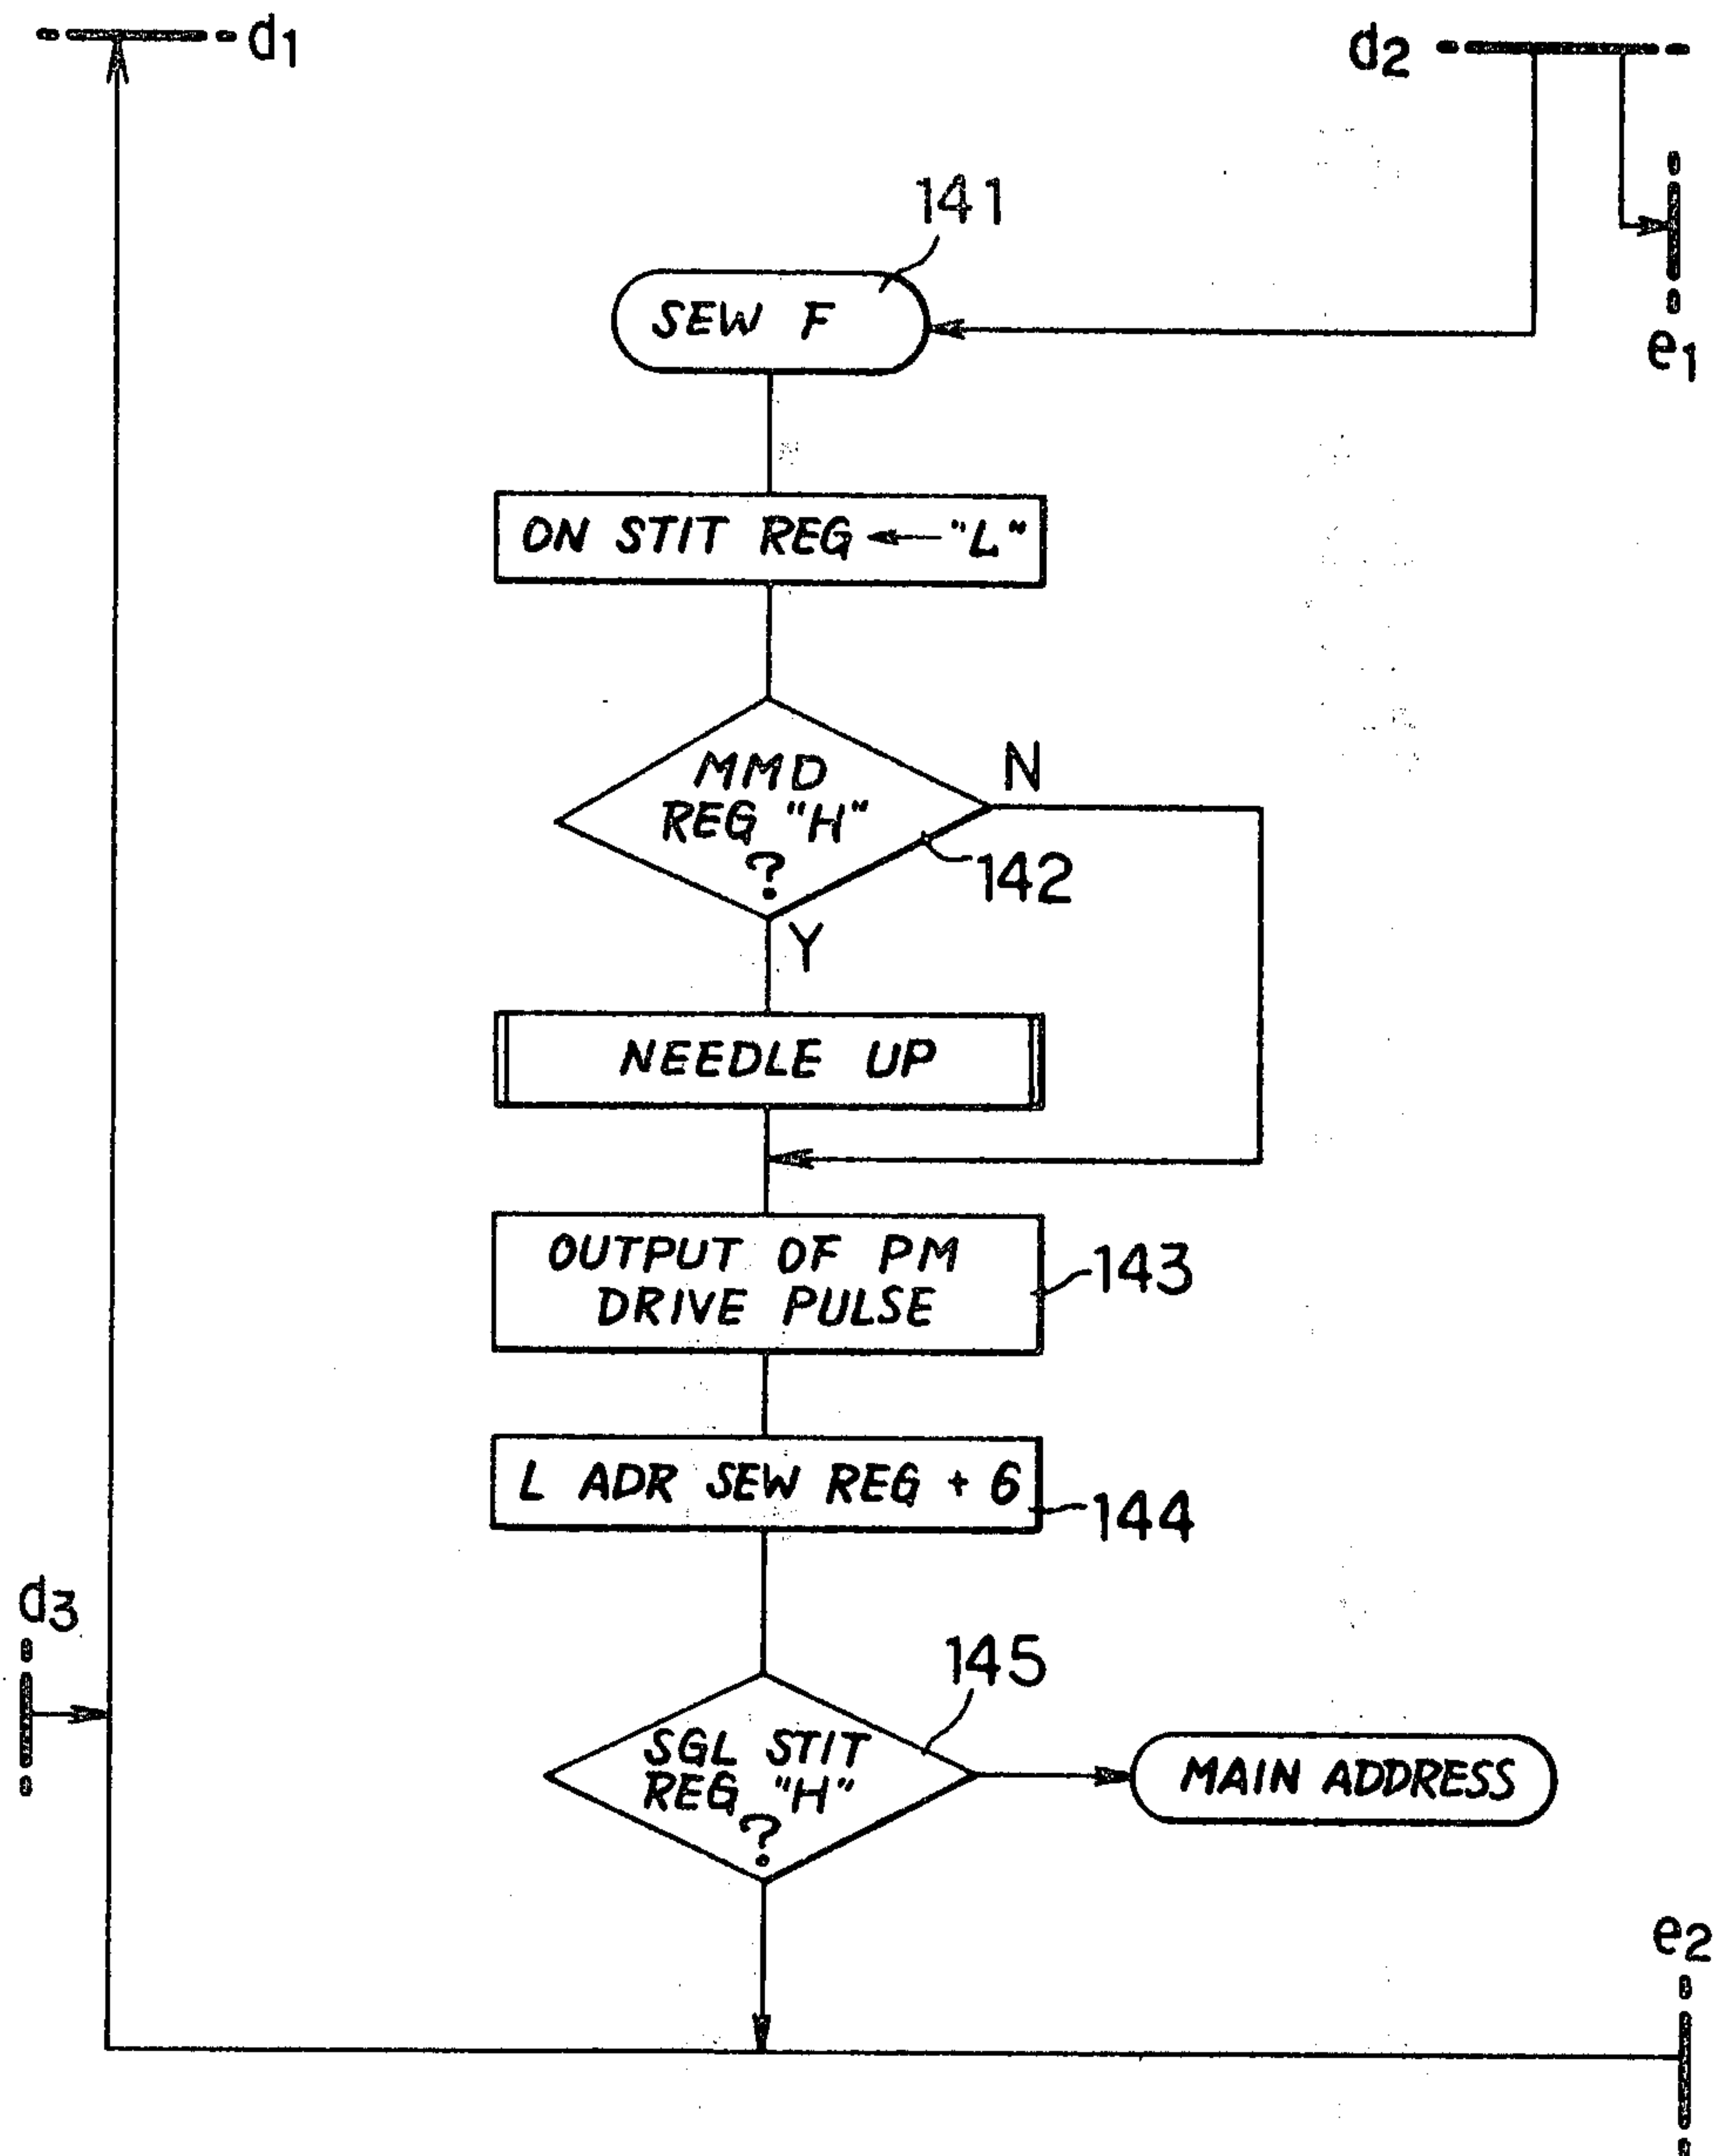 d1
d2
141
SEW F
e1
ON STIT REG ← "L"
MMD
REG "H"
?
N
142
Y
NEEDLE UP
OUTPUT OF PM
DRIVE PULSE
143
L ADR SEW REG + 6
144
d3
145
SGL STIT
REG "H"
?
MAIN ADDRESS
e2